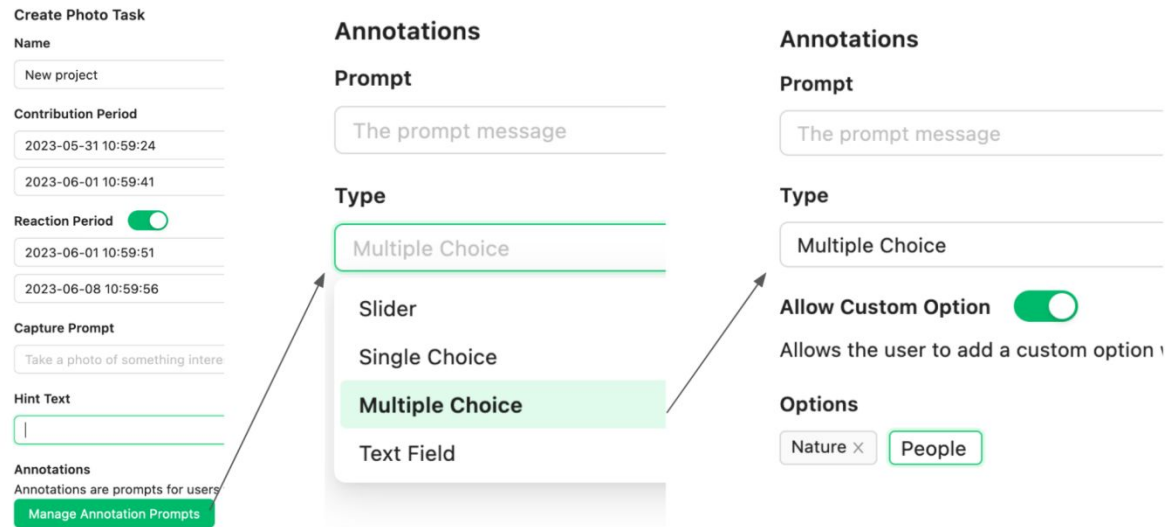 Create Photo Task
Name
New project
Contribution Period
2023-05-31 10:59:24
2023-06-01 10:59:41
Reaction Period
2023-06-01 10:59:51
2023-06-08 10:59:56
Capture Prompt
Take a photo of something intere
Hint Text
Annotations
Annotations are prompts for users
Manage Annotation Prompts
Annotations
Prompt
The prompt message
Type
Multiple Choice
Slider
Single Choice
Multiple Choice
Text Field
Annotations
Prompt
The prompt message
Type
Multiple Choice
Allow Custom Option
Allows the user to add a custom option
Options
Nature ×
People